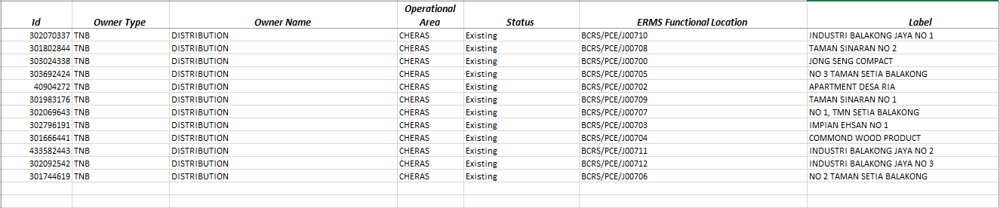 Id Owner Type Owner Name Operational Area Status ERMS Functional Location Label
302070337 TNB DISTRIBUTION CHERAS Existing BCRS/PCE/J00710 INDUSTRI BALAKONG JAYA NO 1
301802844 TNB DISTRIBUTION CHERAS Existing BCRS/PCE/J00708 TAMAN SINARAN NO 2
303024338 TNB DISTRIBUTION CHERAS Existing BCRS/PCE/J00700 JONG SENG COMPACT
303692424 TNB DISTRIBUTION CHERAS Existing BCRS/PCE/J00705 NO 3 TAMAN SETIA BALAKONG
40904272 TNB DISTRIBUTION CHERAS Existing BCRS/PCE/J00702 APARTMENT DESA RIA
301983176 TNB DISTRIBUTION CHERAS Existing BCRS/PCE/J00709 TAMAN SINARAN NO 1
302069643 TNB DISTRIBUTION CHERAS Existing BCRS/PCE/J00707 NO 1, TMN SETIA BALAKONG
302796191 TNB DISTRIBUTION CHERAS Existing BCRS/PCE/J00703 IMPIAN EHSAN NO 1
301666441 TNB DISTRIBUTION CHERAS Existing BCRS/PCE/J00704 COMMOND WOOD PRODUCT
433582443 TNB DISTRIBUTION CHERAS Existing BCRS/PCE/J00711 INDUSTRI BALAKONG JAYA NO 2
302092542 TNB DISTRIBUTION CHERAS Existing BCRS/PCE/J00712 INDUSTRI BALAKONG JAYA NO 3
301744619 TNB DISTRIBUTION CHERAS Existing BCRS/PCE/J00706 NO 2 TAMAN SETIA BALAKONG